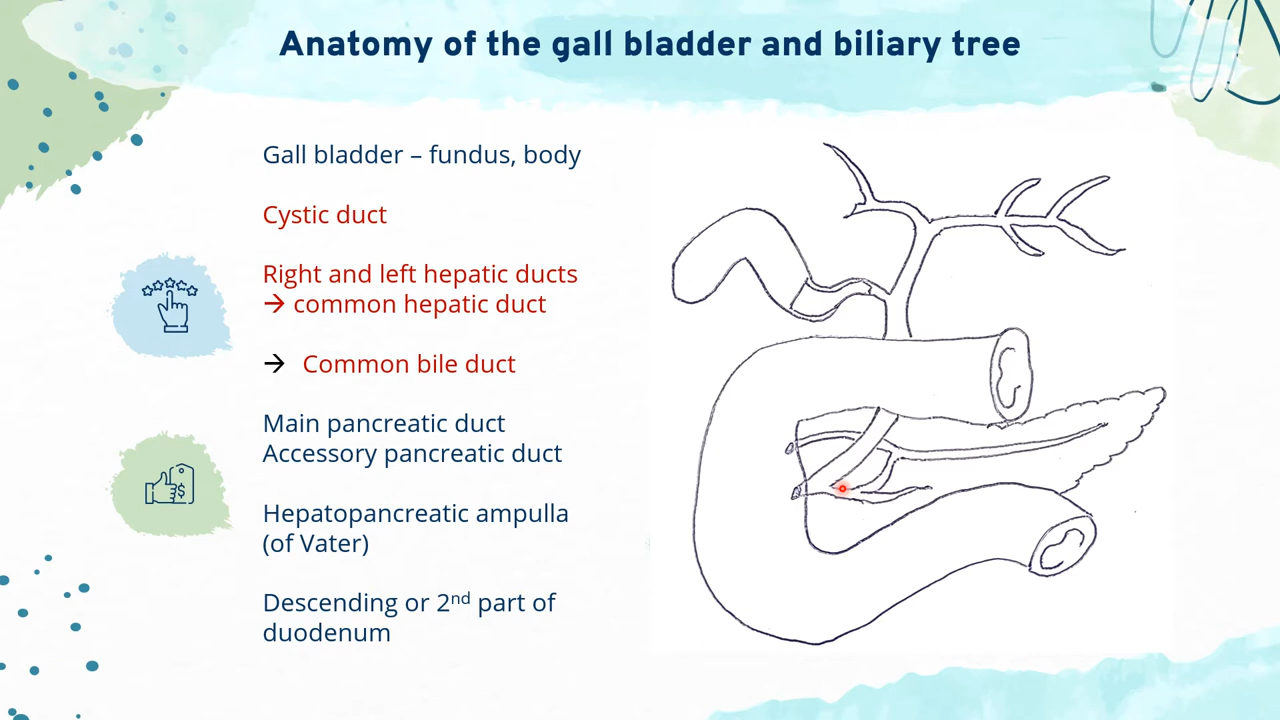 Anatomy of the gall bladder and biliary tree
Gall bladder – fundus, body
Cystic duct
Right and left hepatic ducts
→ common hepatic duct
→ Common bile duct
Main pancreatic duct
Accessory pancreatic duct
Hepatopancreatic ampulla
(of Vater)
Descending or 2nd part of
duodenum